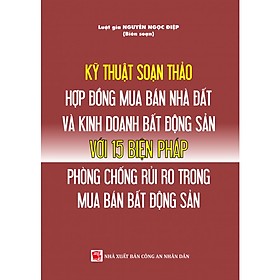 Luật gia NGUYỄN NGỌC ĐIỆP
(Biên soạn)
KỸ THUẬT SOẠN THẢO
HỢP ĐỒNG MUA BÁN NHÀ ĐẤT
VÀ KINH DOANH BẤT ĐỘNG SẢN
VỚI 15 BIỆN PHÁP
PHÒNG CHỐNG RỦI RO TRONG
MUA BÁN BẤT ĐỘNG SẢN
NHÀ XUẤT BẢN CÔNG AN NHÂN DÂN